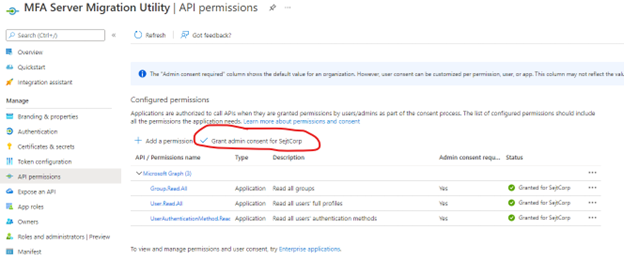 MFA Server Migration Utility | API permissions
Search (Ctrl+/)
Refresh
Got feedback?
Overview
Quickstart
Integration assistant
Manage
Branding & properties
Authentication
Certificates & secrets
Token configuration
API permissions
Expose an API
App roles
Owners
Roles and administrators | Preview
Manifest
The "Admin consent required" column shows the default value for an organization. However, user consent can be customized per permission, user, or app. This column may not reflect the value
Configured permissions
Applications are authorized to call APIs when they are granted permissions by users/admins as part of the consent process. The list of configured permissions should include
all the permissions the application needs. Learn more about permissions and consent
Add a permission
Grant admin consent for SejtCorp
API / Permissions name Type Description Admin consent requ... Status
Microsoft Graph (3)
Group.Read.All Application Read all groups Yes Granted for SejtCorp
User.Read.All Application Read all users' full profiles Yes Granted for SejtCorp
UserAuthenticationMethod.Read Application Read all users' authentication methods Yes Granted for SejtCorp
To view and manage permissions and user consent, try Enterprise applications.